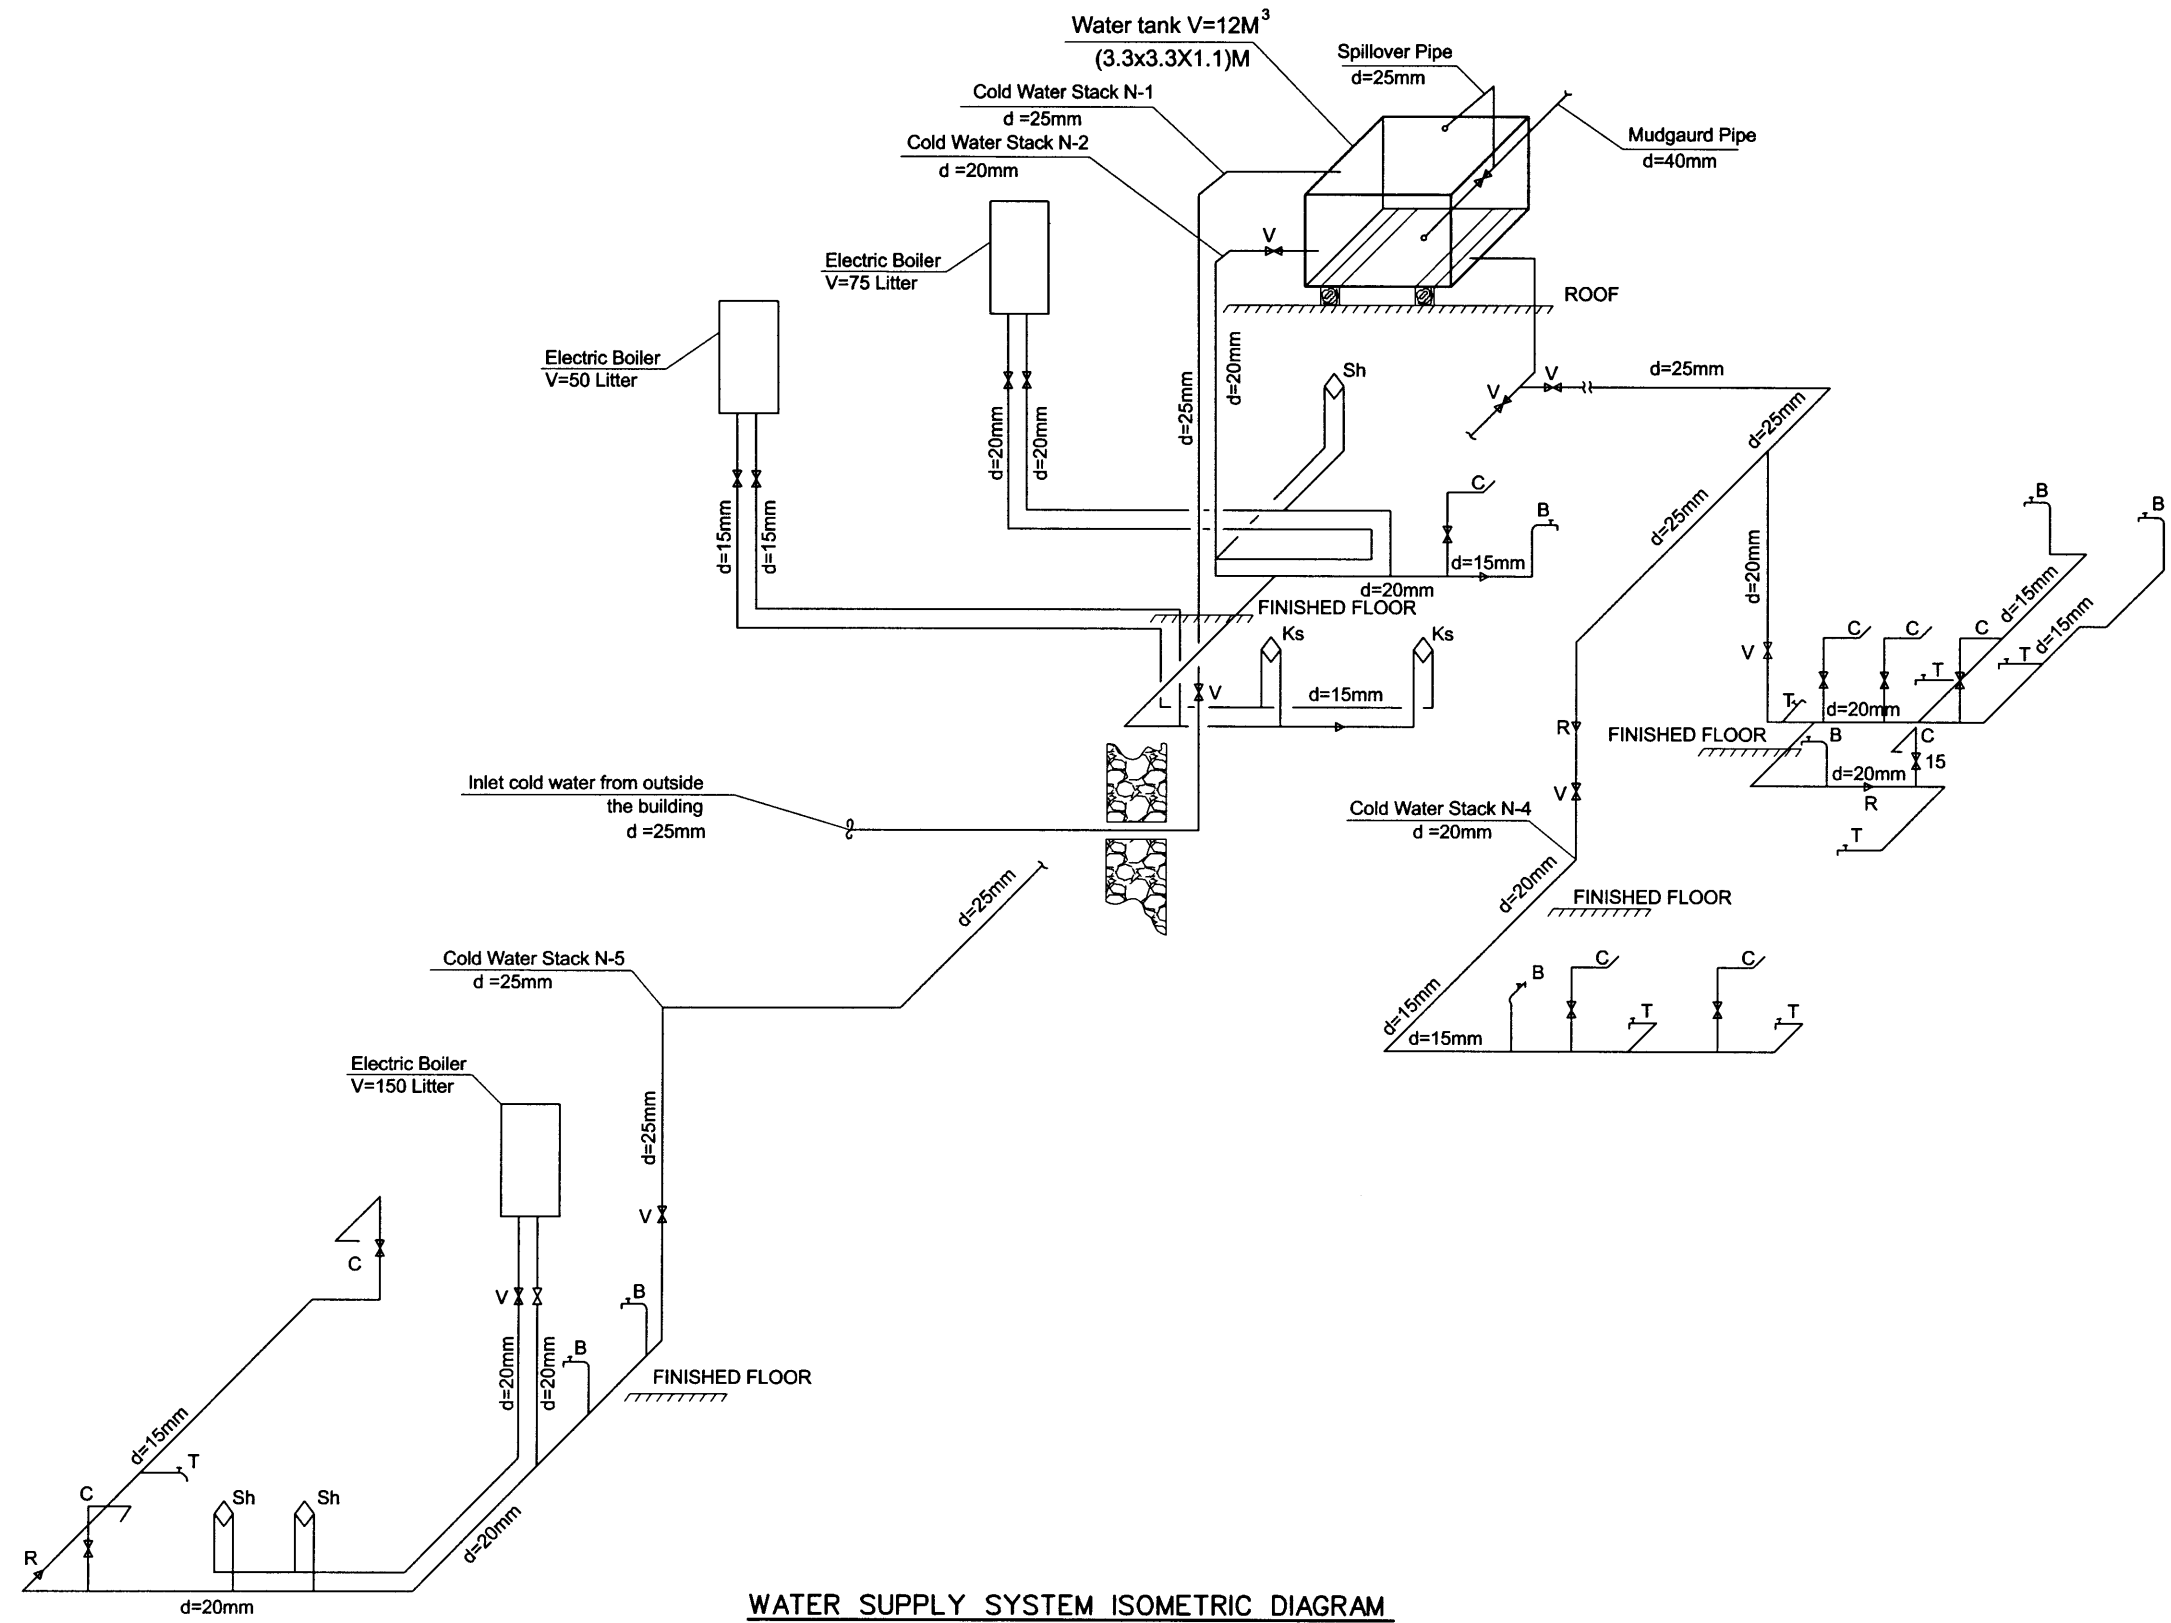 Water tank V=12M³
(3.3x3.3X1.1)M
Spillover Pipe
d=25mm
Cold Water Stack N-1
d =25mm
Mudgaurd Pipe
d=40mm
Cold Water Stack N-2
d =20mm
V
Electric Boiler
V=75 Litter
ROOF
Electric Boiler
V=50 Litter
d=25mm
d=20mm
Sh
V
V
d=25mm
d=25mm
d=20mm
d=20mm
d=15mm
d=15mm
C
B
d=15mm
d=20mm
d=25mm
d=20mm
B
B
d=15mm
d=15mm
FINISHED FLOOR
Ks
Ks
V
d=15mm
V
C
C
C
T
T
T
d=20mm
R
FINISHED FLOOR
B
C
15
d=20mm
R
T
V
Inlet cold water from outside
the building
d =25mm
Cold Water Stack N-4
d =20mm
d=20mm
FINISHED FLOOR
d=25mm
Cold Water Stack N-5
d =25mm
d=15mm
d=15mm
B
C
T
C
T
Electric Boiler
V=150 Litter
d=25mm
V
C
V
B
B
d=20mm
d=20mm
FINISHED FLOOR
d=15mm
T
C
Sh
Sh
R
d=20mm
d=20mm
WATER SUPPLY SYSTEM ISOMETRIC DIAGRAM